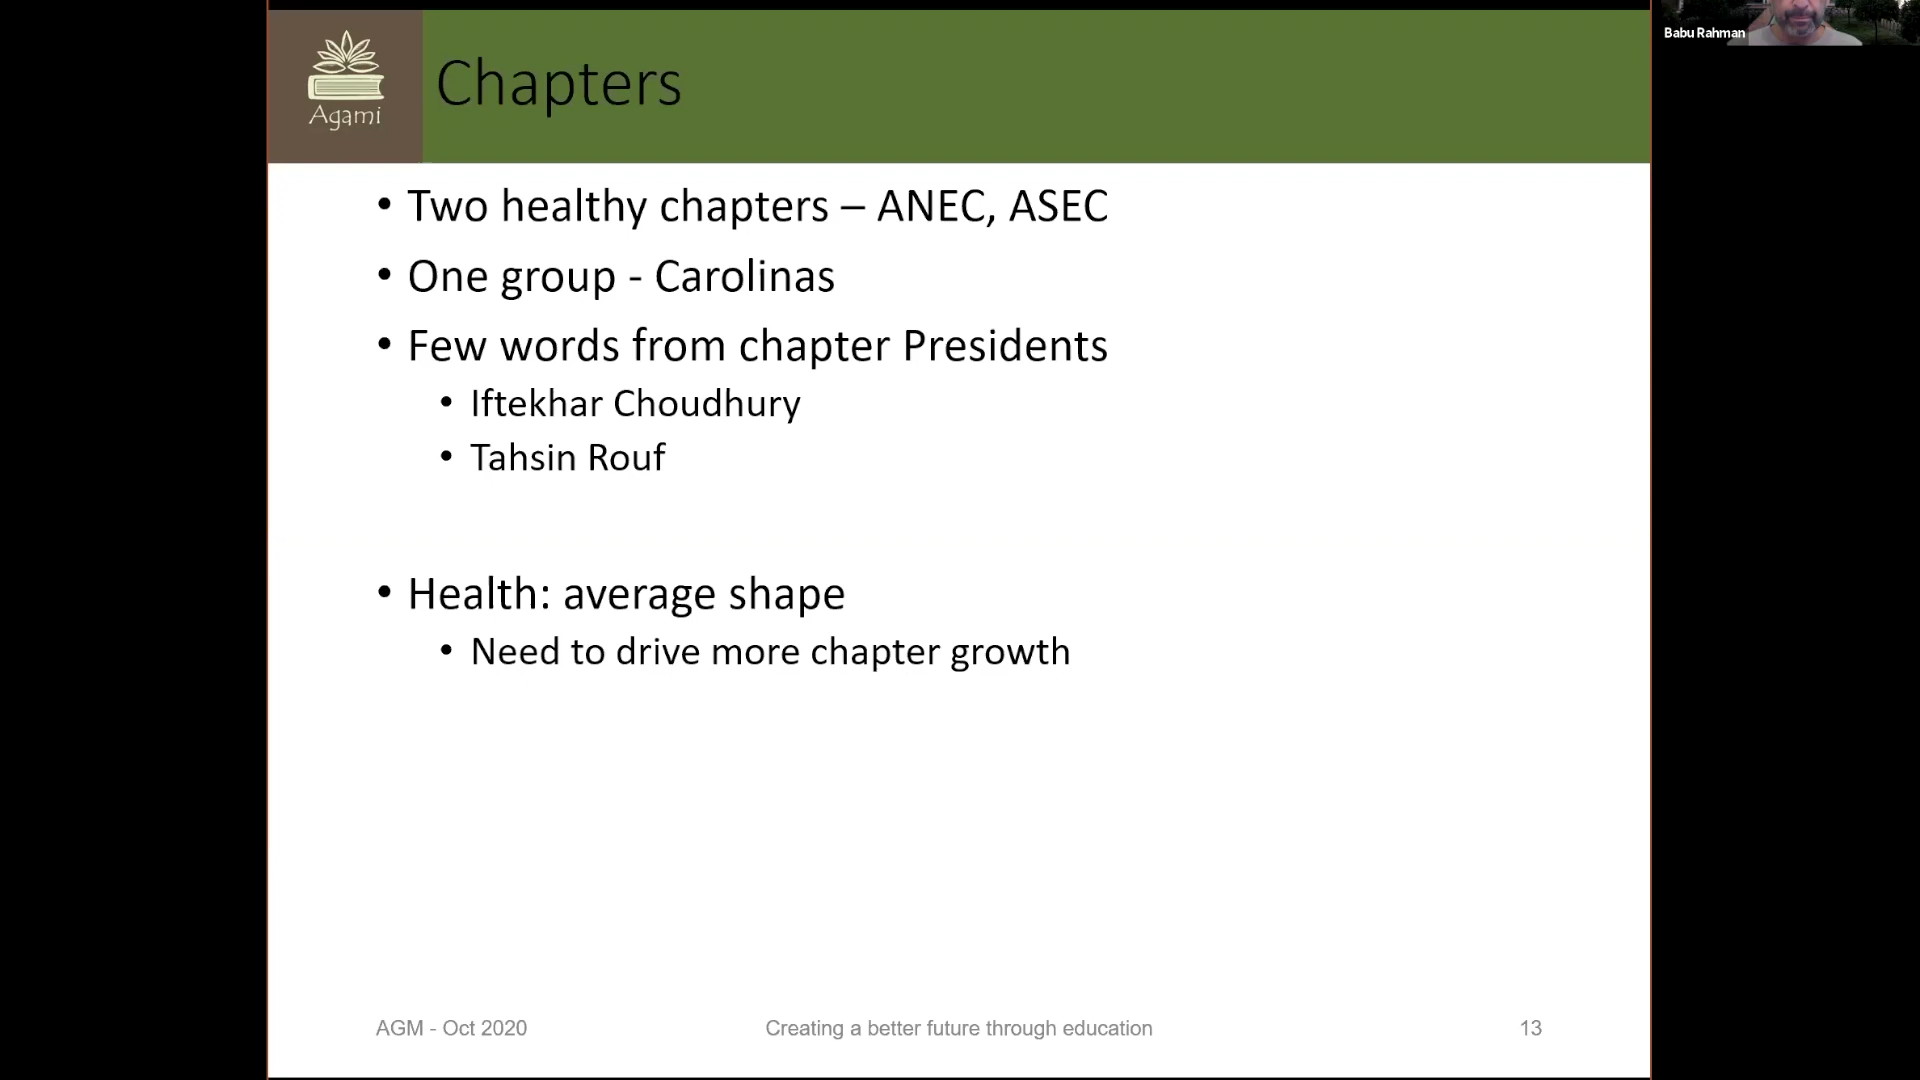 Agami
Chapters
Babu Rahman
• Two healthy chapters – ANEC, ASEC
• One group - Carolinas
• Few words from chapter Presidents
• Iftekhar Choudhury
• Tahsin Rouf
• Health: average shape
• Need to drive more chapter growth
AGM - Oct 2020
Creating a better future through education
13